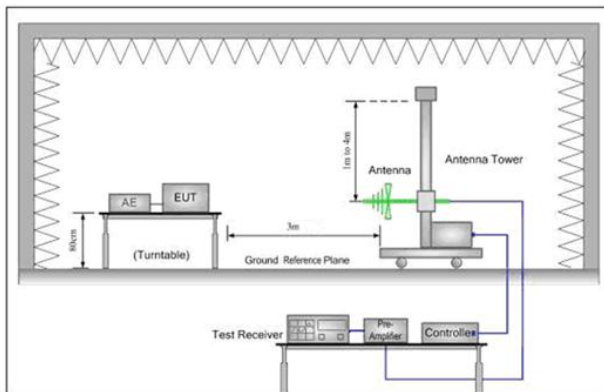 1m to 4m
Antenna
Antenna Tower
AE
EUT
80cm
(Turntable)
3m
Ground Reference Plane
Test Receiver
Pre-
Amplifier
Controller